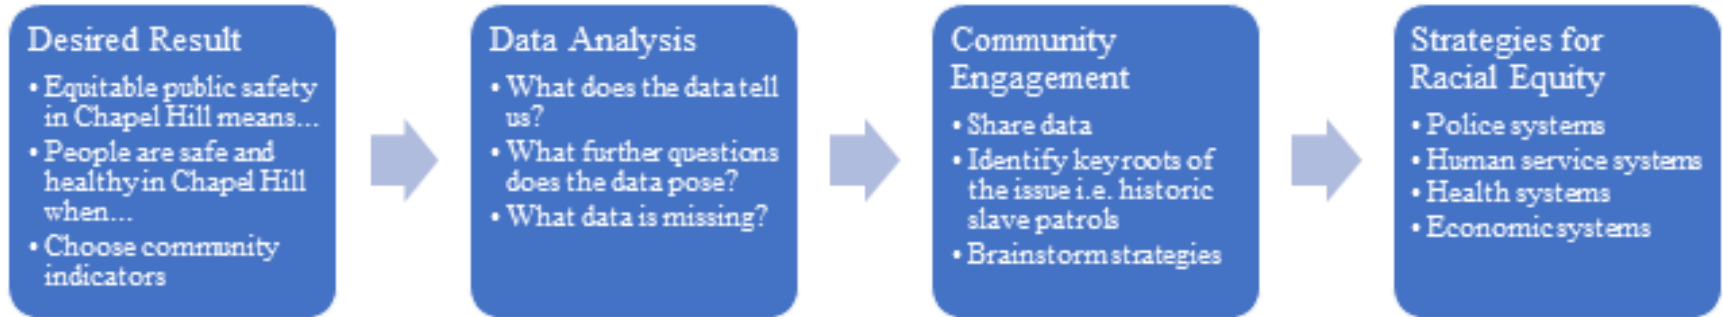 Desired Result
• Equitable public safety
in Chapel Hill means...
• People are safe and
healthy in Chapel Hill
when...
• Choose community
indicators
Data Analysis
• What does the data tell
us?
• What further questions
does the data pose?
• What data is missing?
Community
Engagement
• Share data
• Identify key roots of
the issue i.e. historic
slave patrols
• Brainstorm strategies
Strategies for
Racial Equity
• Police systems
• Human service systems
• Health systems
• Economic systems